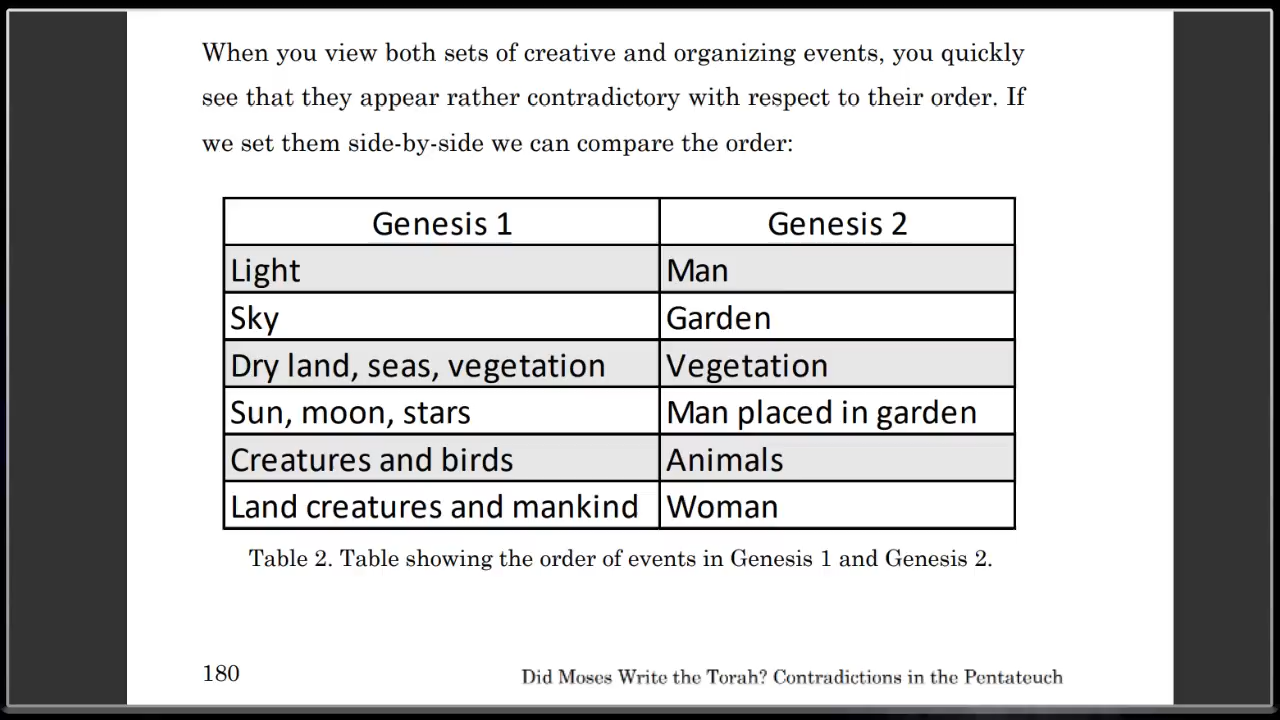 When you view both sets of creative and organizing events, you quickly
see that they appear rather contradictory with respect to their order. If
we set them side-by-side we can compare the order:
Genesis 1 Genesis 2
Light Man
Sky Garden
Dry land, seas, vegetation Vegetation
Sun, moon, stars Man placed in garden
Creatures and birds Animals
Land creatures and mankind Woman
Table 2. Table showing the order of events in Genesis 1 and Genesis 2.
180 Did Moses Write the Torah? Contradictions in the Pentateuch